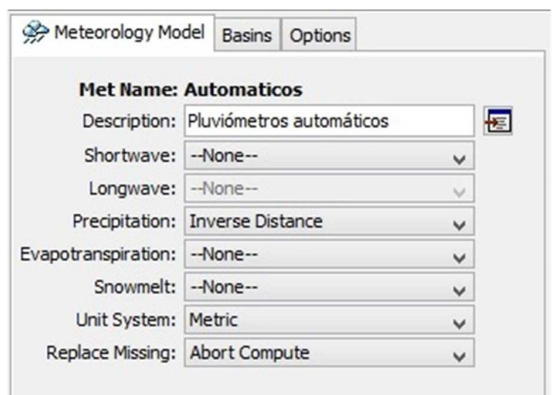 Meteorology Model Basins Options
Met Name: Automaticos
Description: Pluviómetros automáticos
Shortwave: --None--
Longwave: --None--
Precipitation: Inverse Distance
Evapotranspiration: --None--
Snowmelt: --None--
Unit System: Metric
Replace Missing: Abort Compute